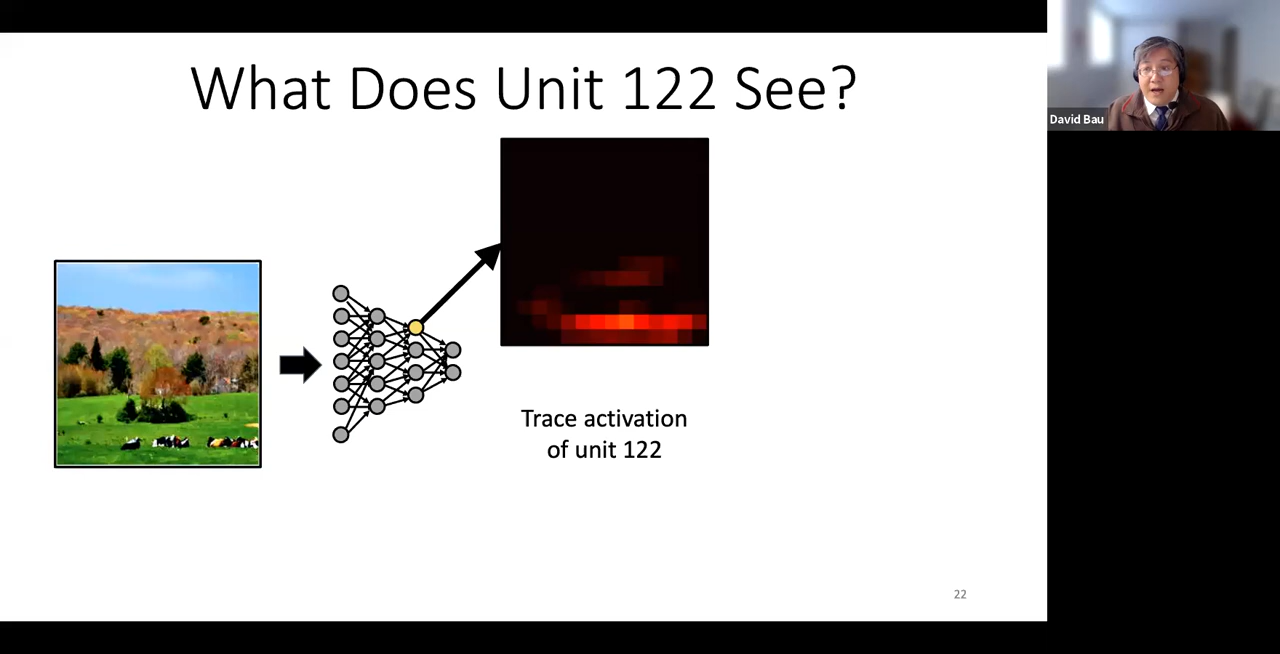 What Does Unit 122 See?
David Bau
Trace activation
of unit 122
22